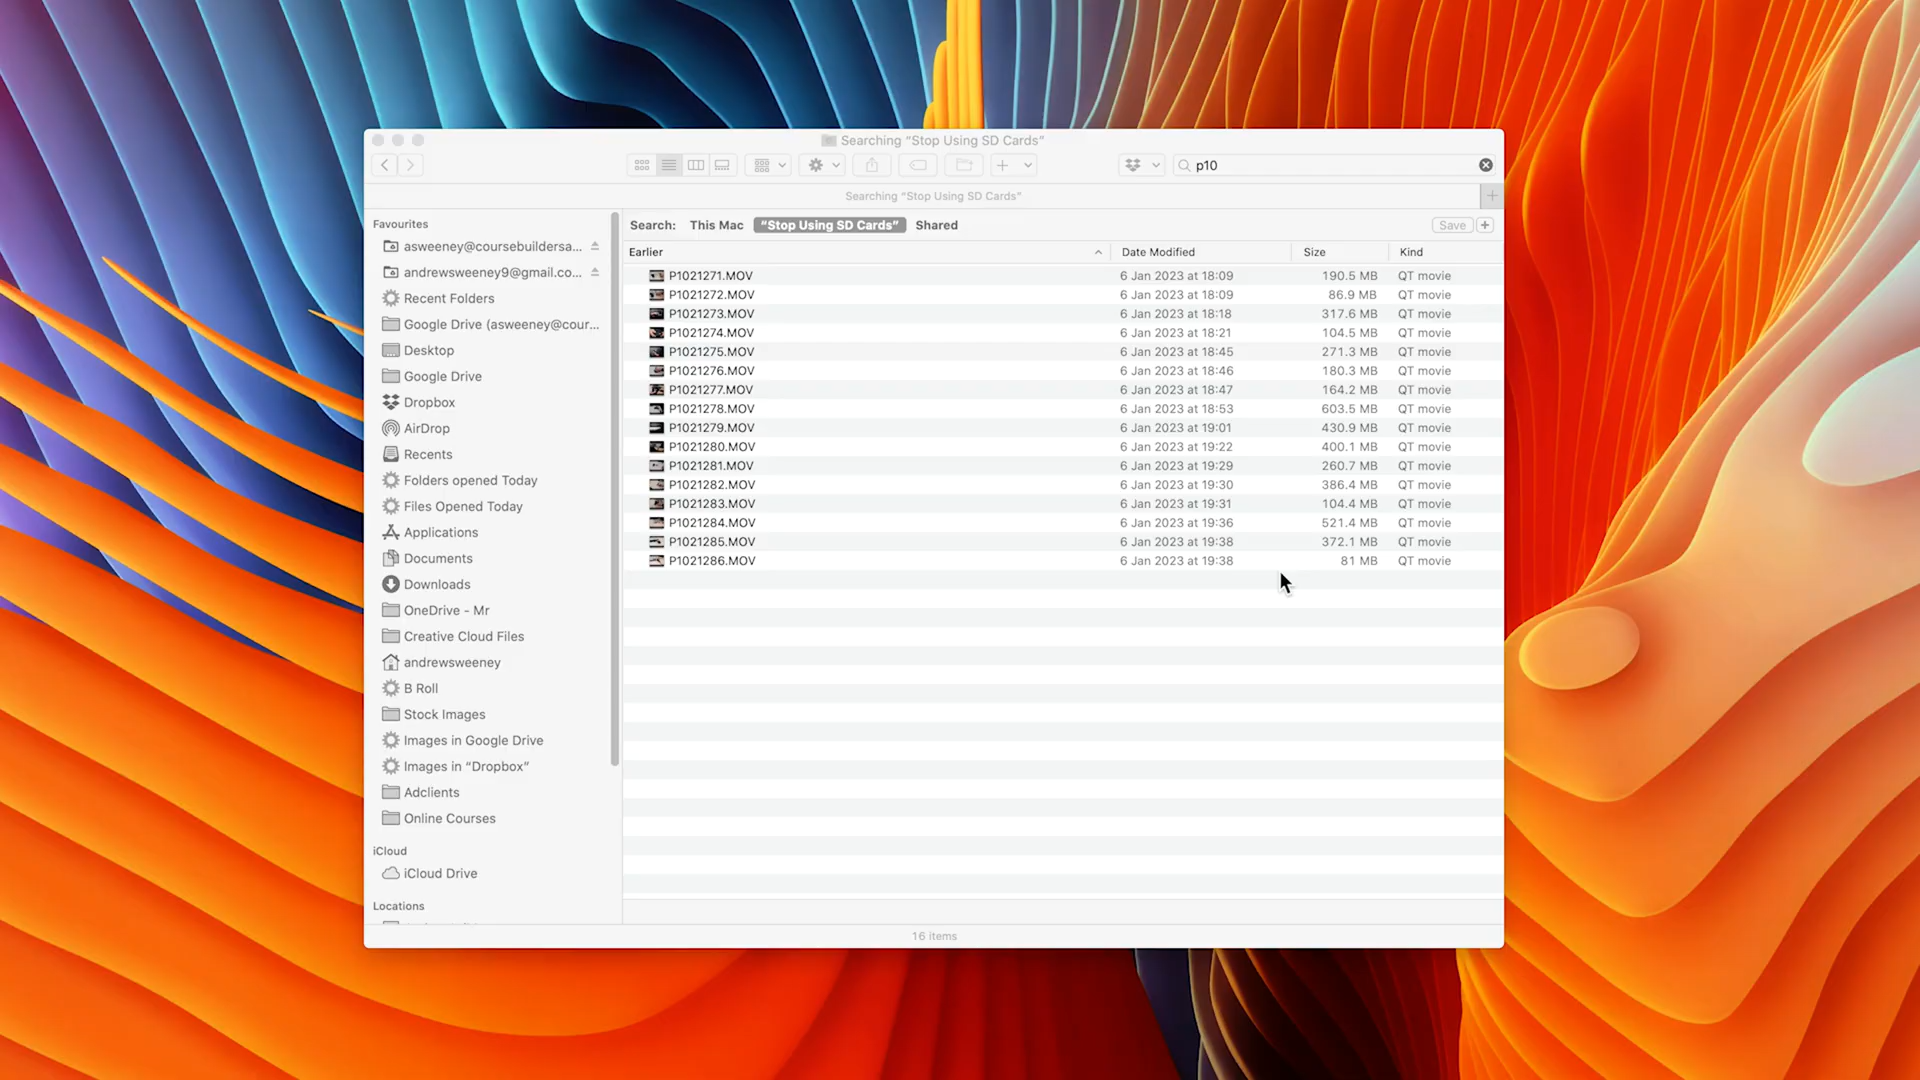 Searching “Stop Using SD Cards”
p10
Searching “Stop Using SD Cards”
Favourites
asweeney@coursebuildersa...
andrewsweeney9@gmail.co...
Recent Folders
Google Drive (asweeney@cour...
Desktop
Google Drive
Dropbox
AirDrop
Recents
Folders opened Today
Files Opened Today
Applications
Documents
Downloads
OneDrive - Mr
Creative Cloud Files
andrewsweeney
B Roll
Stock Images
Images in Google Drive
Images in “Dropbox”
Adclients
Online Courses
iCloud
iCloud Drive
Locations
Search: This Mac “Stop Using SD Cards” Shared Save
Earlier Date Modified Size Kind
P1021271.MOV 6 Jan 2023 at 18:09 190.5 MB QT movie
P1021272.MOV 6 Jan 2023 at 18:09 86.9 MB QT movie
P1021273.MOV 6 Jan 2023 at 18:18 317.6 MB QT movie
P1021274.MOV 6 Jan 2023 at 18:21 104.5 MB QT movie
P1021275.MOV 6 Jan 2023 at 18:45 271.3 MB QT movie
P1021276.MOV 6 Jan 2023 at 18:46 180.3 MB QT movie
P1021277.MOV 6 Jan 2023 at 18:47 164.2 MB QT movie
P1021278.MOV 6 Jan 2023 at 18:53 603.5 MB QT movie
P1021279.MOV 6 Jan 2023 at 19:01 430.9 MB QT movie
P1021280.MOV 6 Jan 2023 at 19:22 400.1 MB QT movie
P1021281.MOV 6 Jan 2023 at 19:29 260.7 MB QT movie
P1021282.MOV 6 Jan 2023 at 19:30 386.4 MB QT movie
P1021283.MOV 6 Jan 2023 at 19:31 104.4 MB QT movie
P1021284.MOV 6 Jan 2023 at 19:36 521.4 MB QT movie
P1021285.MOV 6 Jan 2023 at 19:38 372.1 MB QT movie
P1021286.MOV 6 Jan 2023 at 19:38 81 MB QT movie
16 items